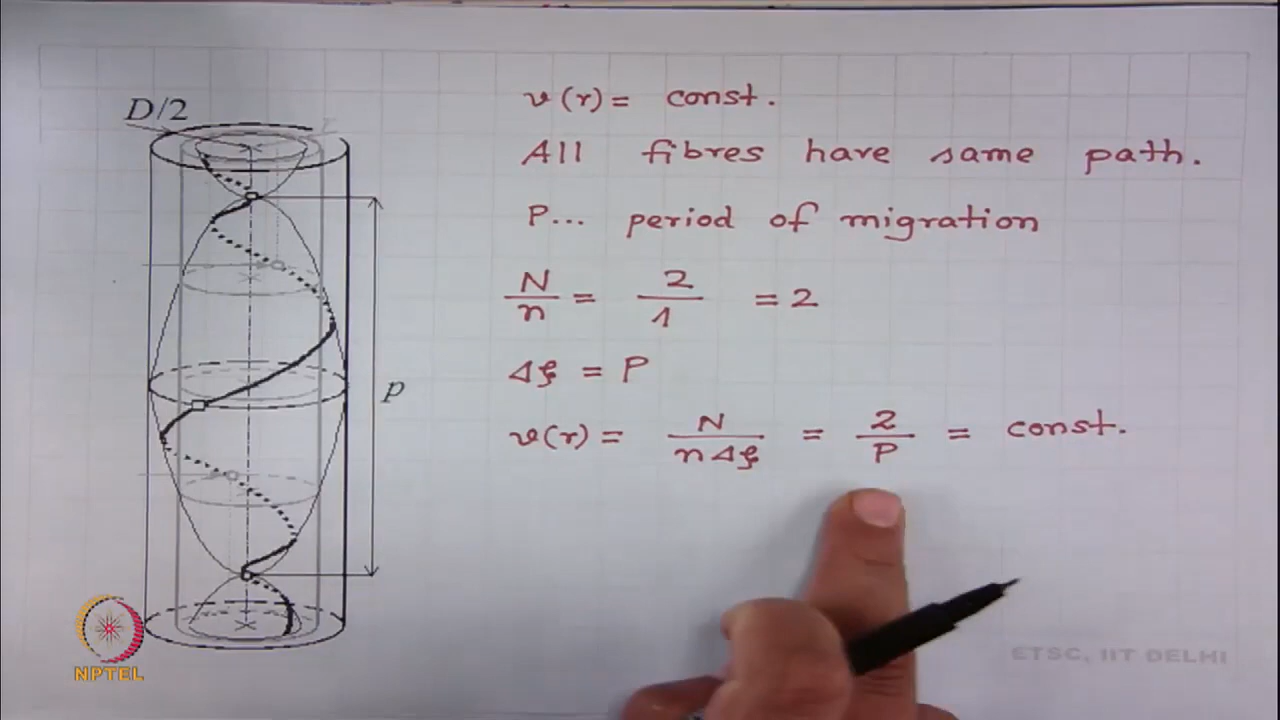 D/2
r
p
ν(r) = const.
All fibres have same path.
P... period of migration
N/n = 2/1 = 2
Δξ = P
ν(r) = N/nΔξ = 2/P = const.
NPTEL
ETSC, IIT DELHI